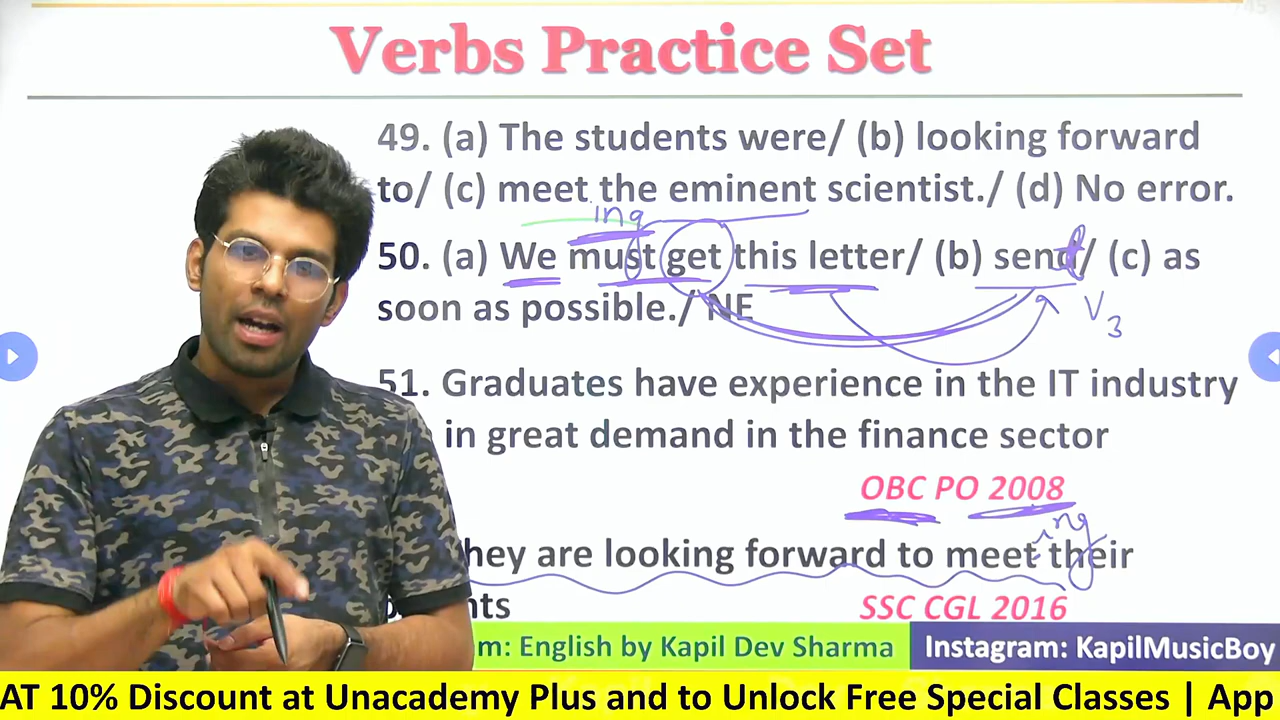 Verbs Practice Set
49. (a) The students were/ (b) looking forward
to/ (c) meet the eminent scientist./ (d) No error.
ing
50. (a) We must get this letter/ (b) send/ (c) as
t
soon as possible./ NE
V3
51. Graduates have experience in the IT industry
in great demand in the finance sector
OBC PO 2008
ing
hey are looking forward to meet their
nts
SSC CGL 2016
m: English by Kapil Dev Sharma
Instagram: KapilMusicBoy
AT 10% Discount at Unacademy Plus and to Unlock Free Special Classes | App